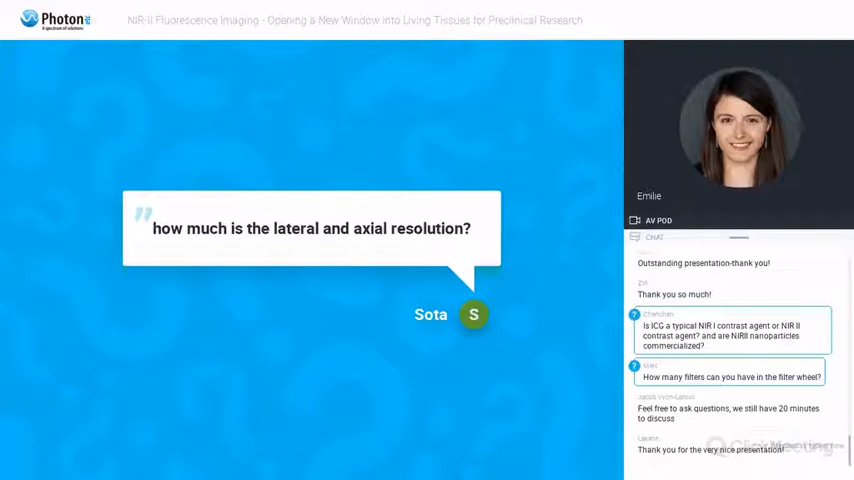 Photon etc
A spectrum of solutions
NIR-II Fluorescence Imaging - Opening a New Window into Living Tissues for Preclinical Research
how much is the lateral and axial resolution?
Sota S
Emilie
AV POD
CHAT
Outstanding presentation-thank you!
Thank you so much!
? Chenchen
Is ICG a typical NIR I contrast agent or NIR II
contrast agent? and are NIRII nanoparticles
commercialized?
? Marc
How many filters can you have in the filter wheel?
Feel free to ask questions, we still have 20 minutes
to discuss
Thank you for the very nice presentation!
ClickMeeting